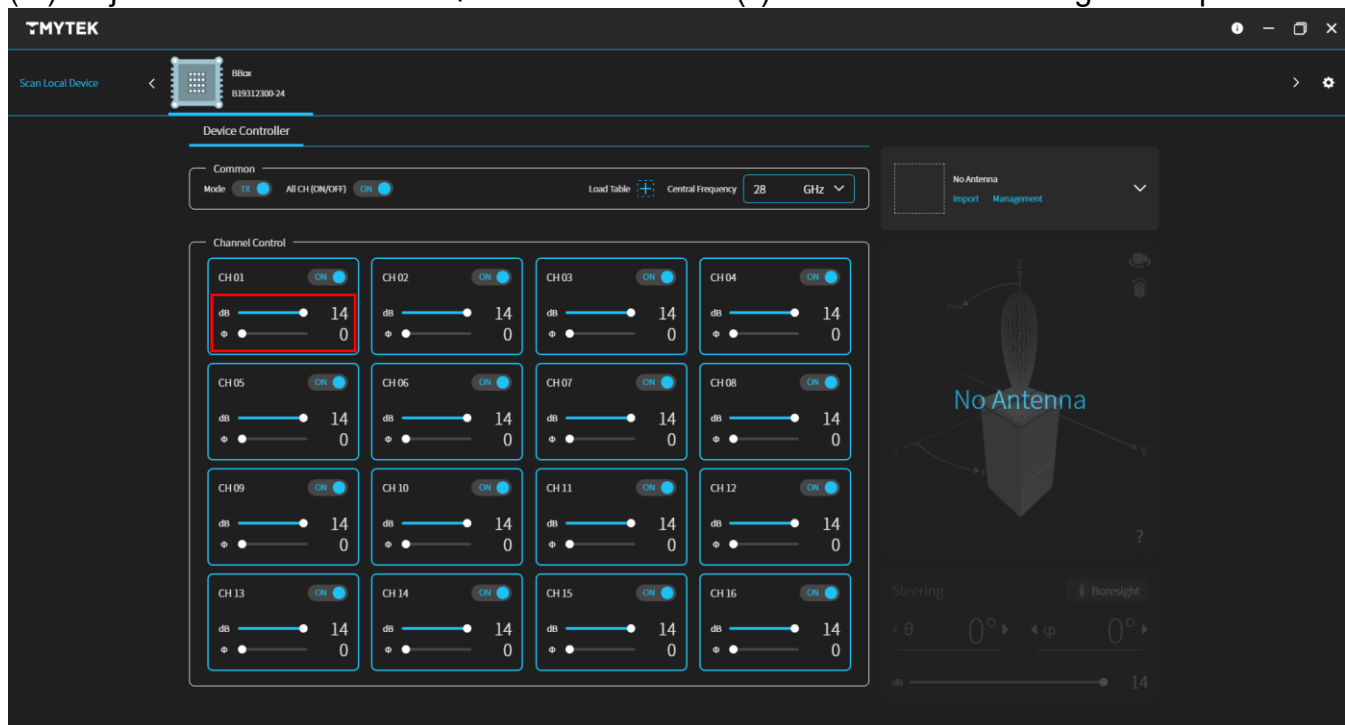 TMYTEK
Scan Local Device
BBox
B19312300-24
Device Controller
Common
Mode TX All CH (ON/OFF) ON Load Table Central Frequency 28 GHz
No Antenna
Import Management
Channel Control
CH 01 ON CH 02 ON CH 03 ON CH 04 ON
dB 14 dB 14 dB 14 dB 14
Φ 0 Φ 0 Φ 0 Φ 0
CH 05 ON CH 06 ON CH 07 ON CH 08 ON
dB 14 dB 14 dB 14 dB 14
Φ 0 Φ 0 Φ 0 Φ 0
CH 09 ON CH 10 ON CH 11 ON CH 12 ON
dB 14 dB 14 dB 14 dB 14
Φ 0 Φ 0 Φ 0 Φ 0
CH 13 ON CH 14 ON CH 15 ON CH 16 ON
dB 14 dB 14 dB 14 dB 14
Φ 0 Φ 0 Φ 0 Φ 0
Z
Theta
No Antenna
X Y
?
Steering Boresight
θ 0° φ 0°
dB 14